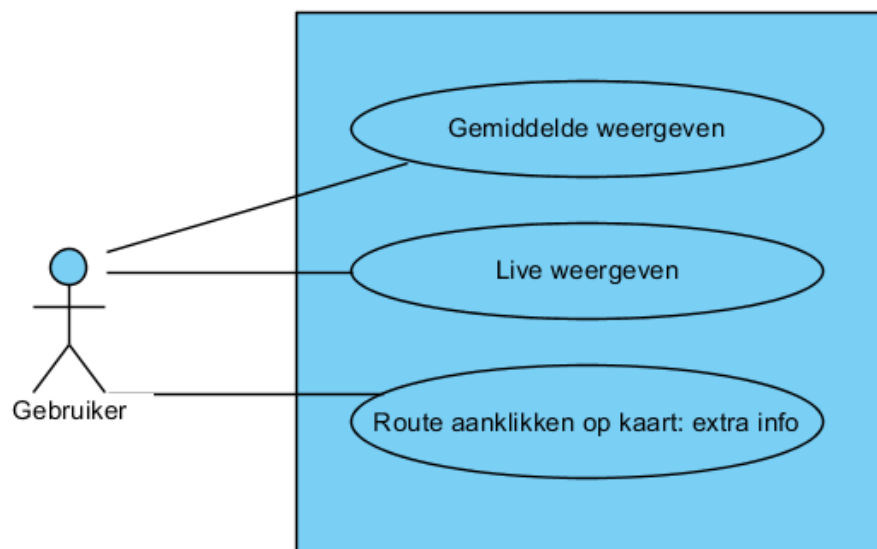 Gemiddelde weergeven
Live weergeven
Gebruiker
Route aanklikken op kaart: extra info